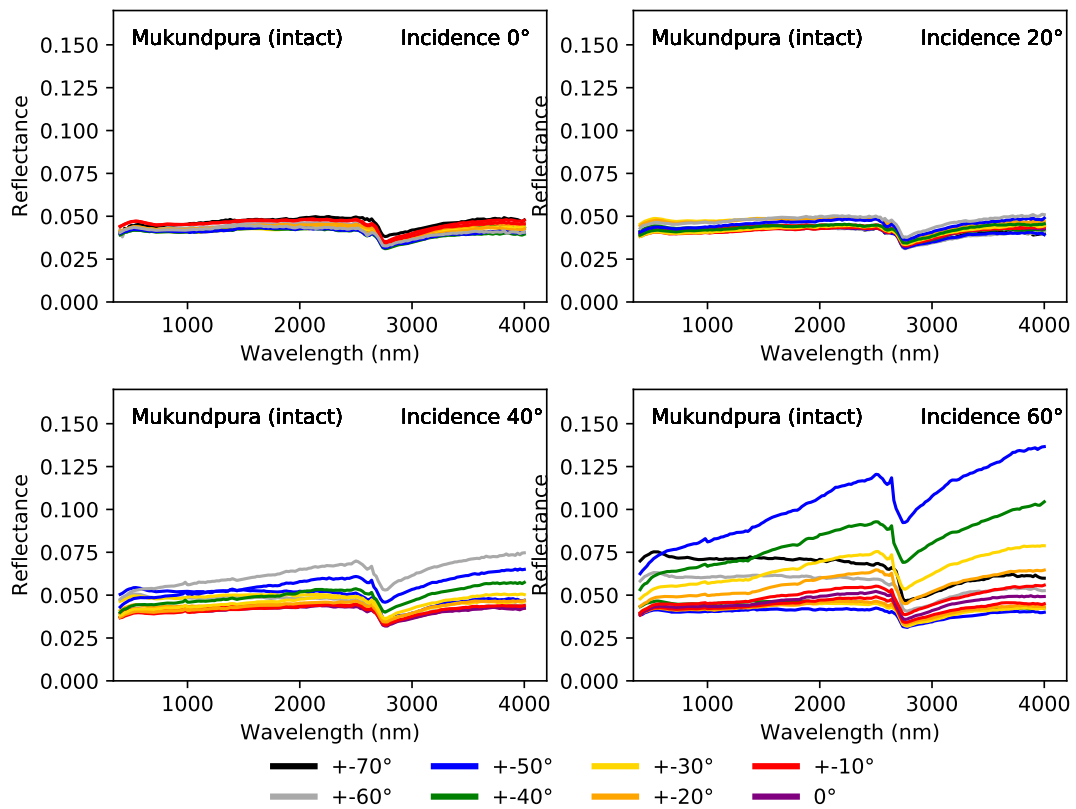 Mukundpura (intact) Incidence 0°
0.150
0.125
0.100
0.075
0.050
0.025
0.000
Reflectance
1000 2000 3000 4000
Wavelength (nm)
Mukundpura (intact) Incidence 20°
0.150
0.125
0.100
0.075
0.050
0.025
0.000
Reflectance
1000 2000 3000 4000
Wavelength (nm)
Mukundpura (intact) Incidence 40°
0.150
0.125
0.100
0.075
0.050
0.025
0.000
Reflectance
1000 2000 3000 4000
Wavelength (nm)
Mukundpura (intact) Incidence 60°
0.150
0.125
0.100
0.075
0.050
0.025
0.000
Reflectance
1000 2000 3000 4000
Wavelength (nm)
+-70° +-50° +-30° +-10°
+-60° +-40° +-20° 0°